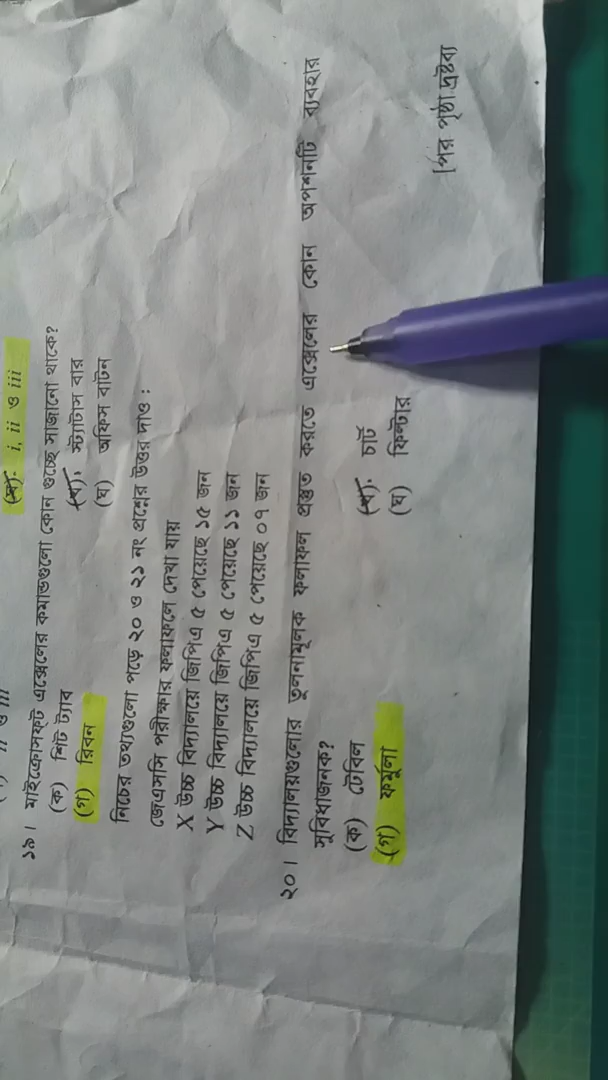 i, ii ও iii
১৯। মাইক্রোসফ্ট এক্সেলের কমান্ডগুলো কোন গুচ্ছে সাজানো থাকে?
(ক) শিট ট্যাব (খ) স্ট্যাটাস বার
(গ) রিবন (ঘ) অফিস বাটন
নিচের তথ্যগুলো পড়ে ২০ ও ২১ নং প্রশ্নের উত্তর দাও :
জেএসসি পরীক্ষার ফলাফলে দেখা যায়
X উচ্চ বিদ্যালয়ে জিপিএ ৫ পেয়েছে ১৫ জন
Y উচ্চ বিদ্যালয়ে জিপিএ ৫ পেয়েছে ১১ জন
Z উচ্চ বিদ্যালয়ে জিপিএ ৫ পেয়েছে ০৭ জন
২০। বিদ্যালয়গুলোর তুলনামূলক ফলাফল প্রস্তুত করতে এক্সেলের কোন অপশনটি ব্যবহার
সুবিধাজনক?
(ক) টেবিল (খ) চার্ট
(গ) ফর্মুলা (ঘ) ফিল্টার
[পর পৃষ্ঠা দ্রষ্টব্য